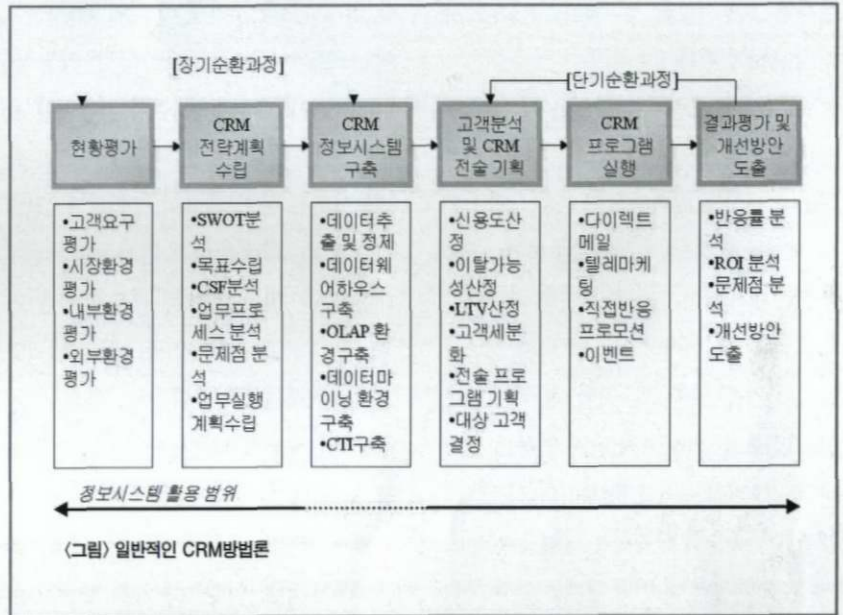 [장기순환과정]
[단기순환과정]
현황평가
CRM
전략계획
수립
CRM
정보시스템
구축
고객분석
및 CRM
전술 기획
CRM
프로그램
실행
결과평가 및
개선방안
도출
•고객요구
평가
•시장환경
평가
•내부환경
평가
•외부환경
평가
•SWOT분
석
•목표수립
•CSF분석
•업무프로
세스 분석
•문제점 분
석
•업무실행
계획수립
•데이터추
출 및 정제
•데이터웨
어하우스
구축
•OLAP 환
경구축
•데이터마
이닝 환경
구축
•CTI구축
•신용도산
정
•이탈가능
성산정
•LTV산정
•고객세분
화
•전술 프로
그램 기획
•대상 고객
결정
•다이렉트
메일
•텔레마케
팅
•직접반응
프로모션
•이벤트
•반응률 분
석
•ROI 분석
•문제점 분
석
•개선방안
도출
정보시스템 활용 범위
〈그림〉 일반적인 CRM방법론